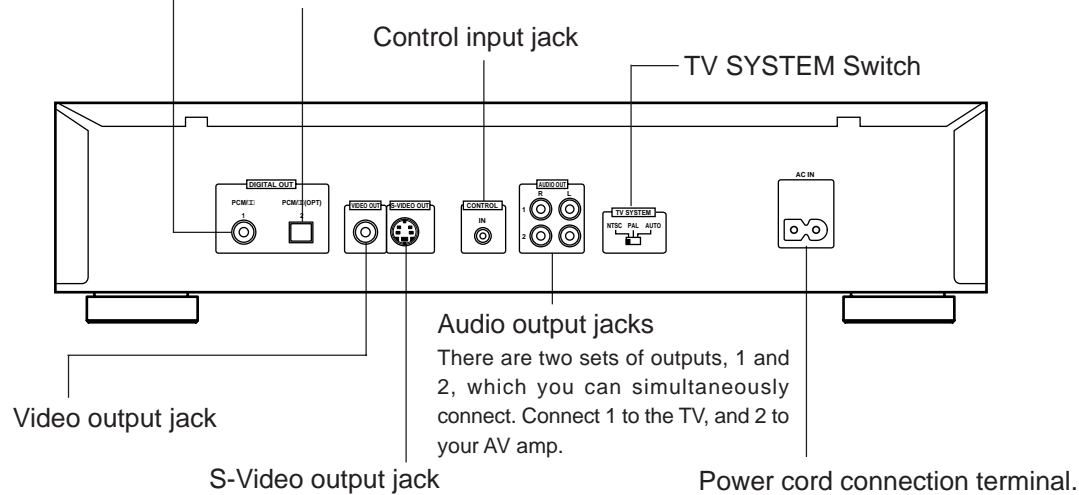 Control input jack
TV SYSTEM Switch
DIGITAL OUT
PCM/
1
PCM/ (OPT)
2
VIDEO OUT
S-VIDEO OUT
CONTROL
IN
AUDIO OUT
R L
1
2
TV SYSTEM
NTSC PAL AUTO
AC IN
Audio output jacks
There are two sets of outputs, 1 and
2, which you can simultaneously
connect. Connect 1 to the TV, and 2 to
your AV amp.
Video output jack
S-Video output jack
Power cord connection terminal.